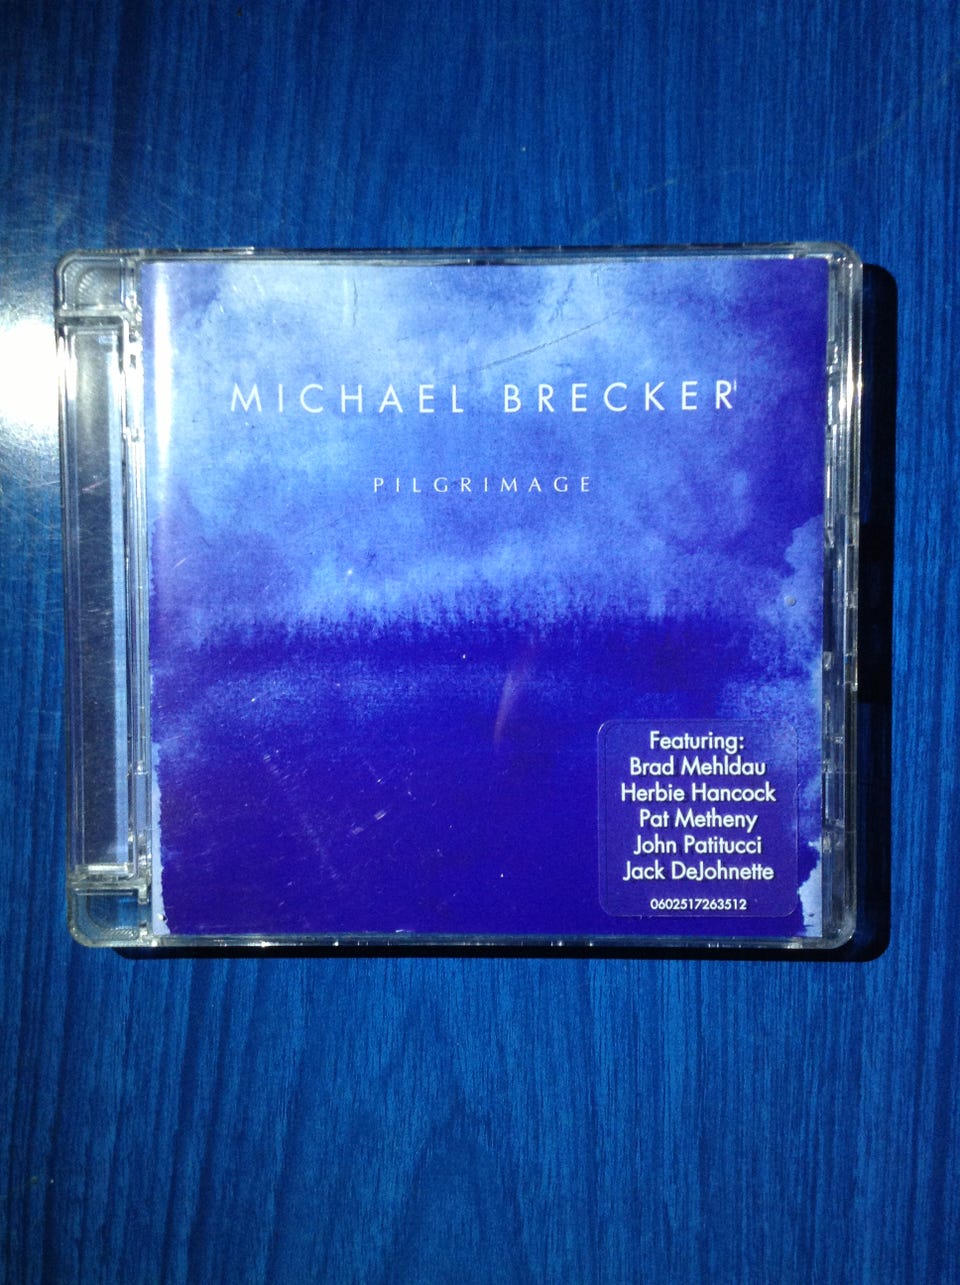 MICHAEL BRECKER
PILGRIMAGE
Featuring:
Brad Mehldau
Herbie Hancock
Pat Metheny
John Patitucci
Jack DeJohnette
0602517263512